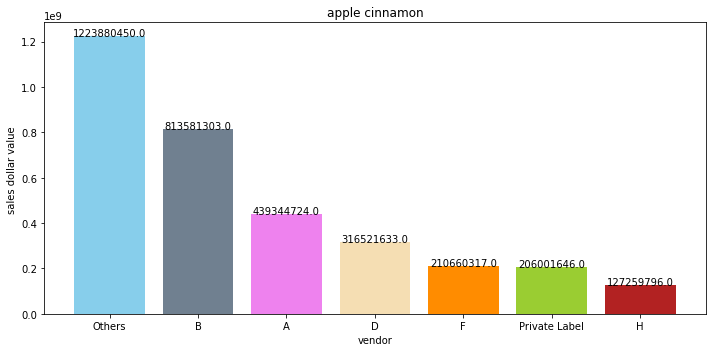 apple cinnamon
1e9
1.2
1.0
0.8
0.6
0.4
0.2
0.0
sales dollar value
1223880450.0
813581303.0
439344724.0
316521633.0
210660317.0
206001646.0
127259796.0
Others B A D F Private Label H
vendor